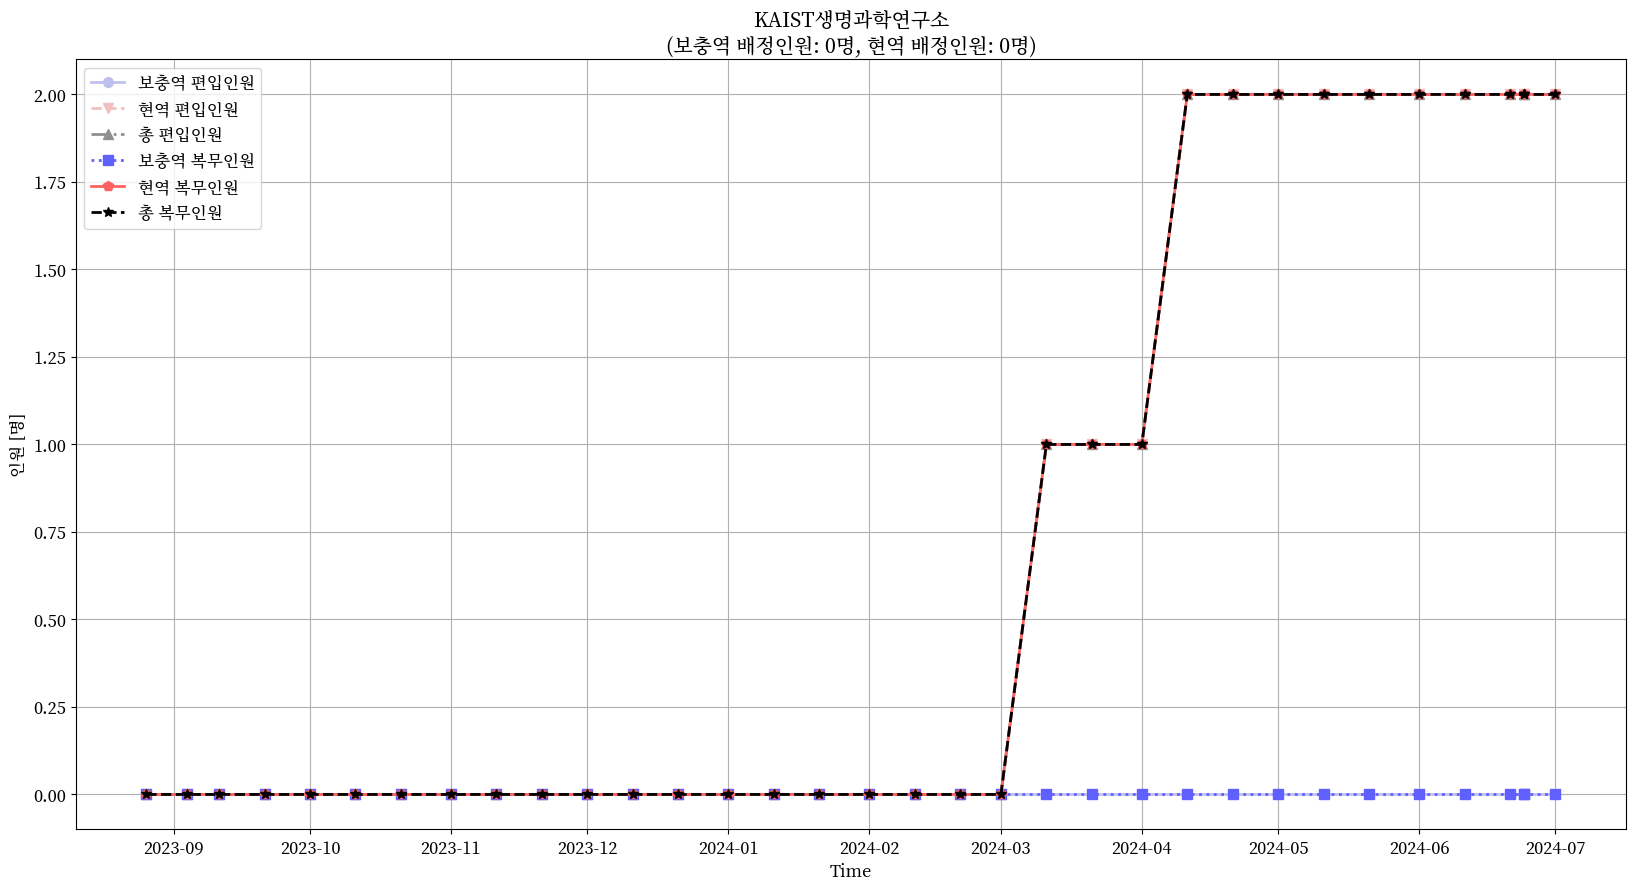 KAIST생명과학연구소
(보충역 배정인원: 0명, 현역 배정인원: 0명)
보충역 편입인원
현역 편입인원
총 편입인원
보충역 복무인원
현역 복무인원
총 복무인원
2.00
1.75
1.50
1.25
1.00
0.75
0.50
0.25
0.00
인원 [명]
2023-09 2023-10 2023-11 2023-12 2024-01 2024-02 2024-03 2024-04 2024-05 2024-06 2024-07
Time